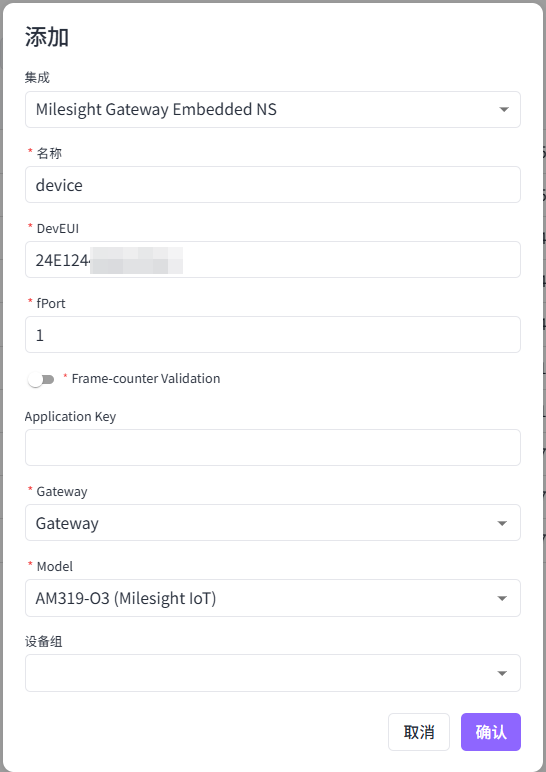 添加
集成
Milesight Gateway Embedded NS
* 名称
device
* DevEUI
24E124
* fPort
1
* Frame-counter Validation
Application Key
* Gateway
Gateway
* Model
AM319-O3 (Milesight IoT)
设备组
取消
确认